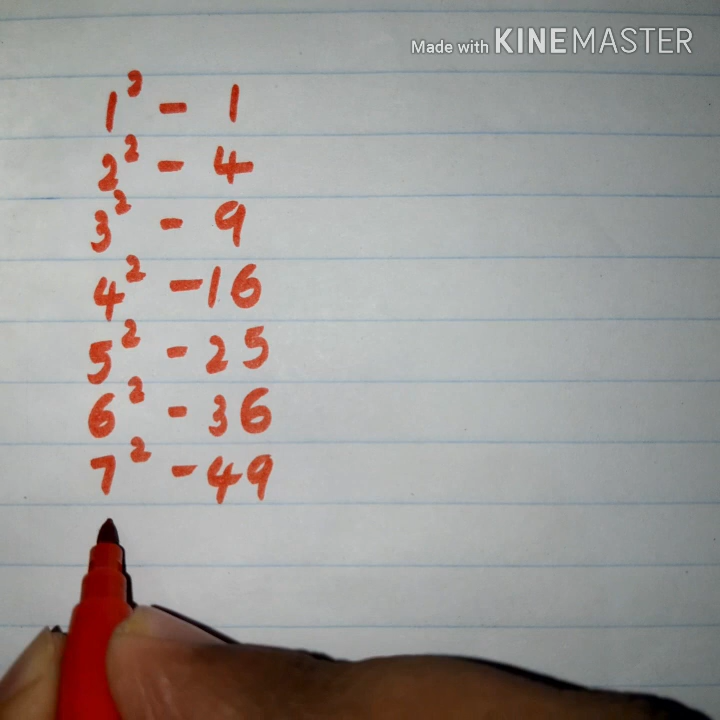 Made with KINEMASTER
1² - 1
2² - 4
3² - 9
4² - 16
5² - 25
6² - 36
7² - 49